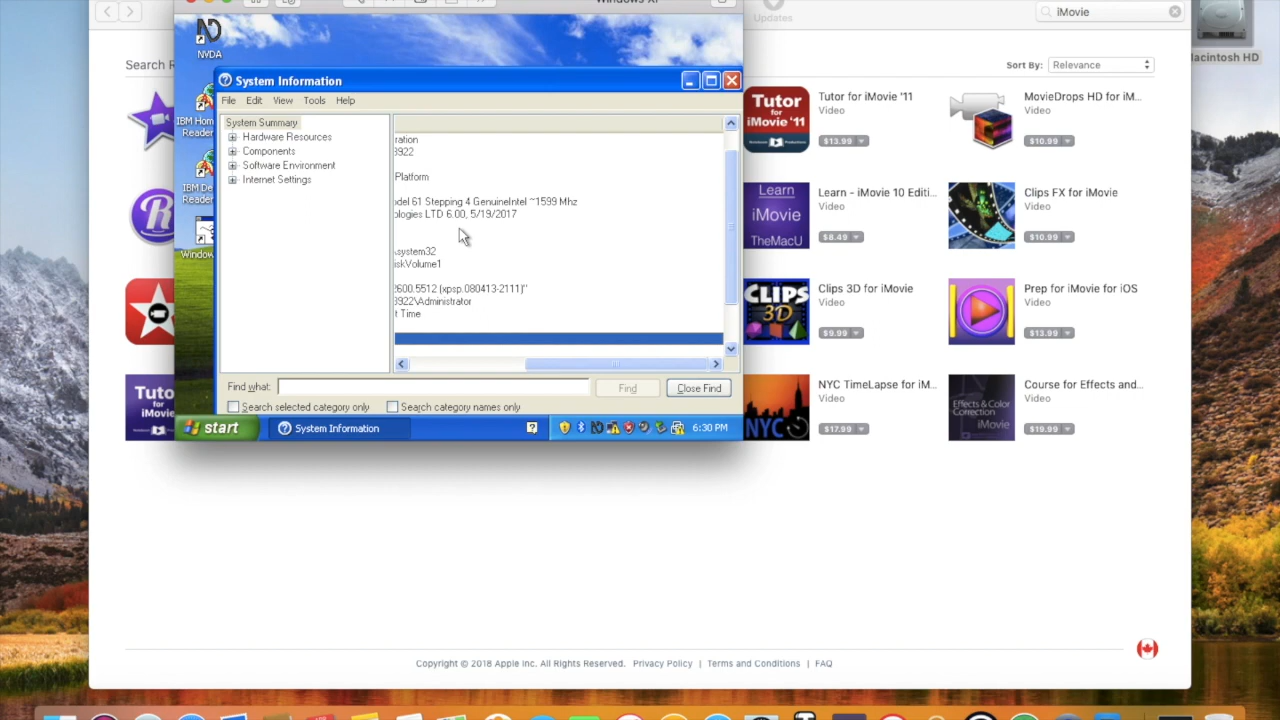 Windows XP
Updates
iMovie
Macintosh HD
Search R
Sort By: Relevance
NVDA
IBM Hom
Reader
IBM De
Reader
Window
System Information
File Edit View Tools Help
System Summary
Hardware Resources
Components
Software Environment
Internet Settings
ration
3922
Platform
odel 61 Stepping 4 GenuineIntel ~1599 Mhz
ologies LTD 6.00, 5/19/2017
\system32
iskVolume1
2600.5512 (xpsp.080413-2111)"
3922\Administrator
t Time
Find what: Find Close Find
Search selected category only Search category names only
start System Information 6:30 PM
Tutor
for
iMovie '11
Tutor for iMovie '11
Video
$13.99
MovieDrops HD for iM...
Video
$10.99
Learn
iMovie
TheMacU
Learn - iMovie 10 Editi...
Video
$8.49
Clips FX for iMovie
Video
$10.99
CLIPS
3D
Clips 3D for iMovie
Video
$9.99
Prep for iMovie for iOS
Video
$13.99
Tuto
for
iMovie
NYC
NYC TimeLapse for iM...
Video
$17.99
Effects & Color
Correction
iMovie
Course for Effects and...
Video
$19.99
Copyright © 2018 Apple Inc. All Rights Reserved. Privacy Policy | Terms and Conditions | FAQ